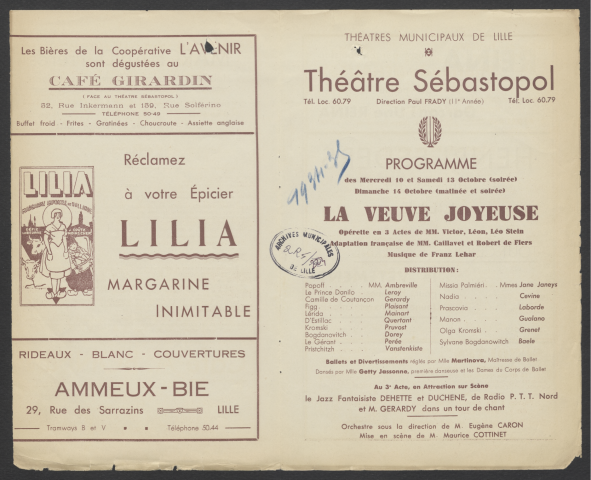 Les Bières de la Coopérative L'AVENIR
sont dégustées au
CAFÉ GIRARDIN
( FACE AU THÉATRE SÉBASTOPOL )
32, Rue Inkermann et 159, Rue Solférino
TÉLÉPHONE 50.43
Buffet froid - Frites - Gratinées - Choucroute - Assiette anglaise
LILIA
Réclamez
à votre Épicier
LILIA
MARGARINE
INIMITABLE
RIDEAUX - BLANC - COUVERTURES
AMMEUX-BIE
29, Rue des Sarrazins LILLE
Tramways B et V Téléphone 50.44
THÉATRES MUNICIPAUX DE LILLE
Théâtre Sébastopol
Tél. Loc. 60.79 Direction Paul FRADY (11e Année) Tél. Loc. 60.79
PROGRAMME
des Mercredi 10 et Samedi 13 Octobre (soirée)
Dimanche 14 Octobre (matinée et soirée)
1934-35
LA VEUVE JOYEUSE
Opérette en 3 Actes de MM. Victor, Léon, Léo Stein
Adaptation française de MM. Caillavet et Robert de Flers
Musique de Franz Lehar
ARCHIVES MUNICIPALES
DE LILLE
DISTRIBUTION :
Popoff . . MM. Ambreville
Le Prince Danilo . Leroy
Camille de Coutançon Gerardy
Figg . . . Plaisant
Lérida . . . Mainart
D'Estillac . . Quertant
Kromski . . Pruvost
Bogdanovitch . Dorey
Le Gérant . . Perée
Pristchitch . . Vanstenkiste
Missia Palmiéri . Mmes Jane Janeys
Nadia . . . Cevine
Prascovia . . Laborde
Manon . . . Gualano
Olga Kromski . . Grenet
Sylvane Bogdanowitch Baele
Ballets et Divertissements réglés par Mlle Martinova, Maîtresse de Ballet
Dansés par Mlle Getty Jassonne, première danseuse et les Dames du Corps de Ballet
Au 3e Acte, en Attraction sur Scène
le Jazz Fantaisiste DEHETTE et DUCHENE, de Radio P. T. T. Nord
et M. GERARDY dans un tour de chant
Orchestre sous la direction de M. Eugène CARON
Mise en scène de M. Maurice COTTINET